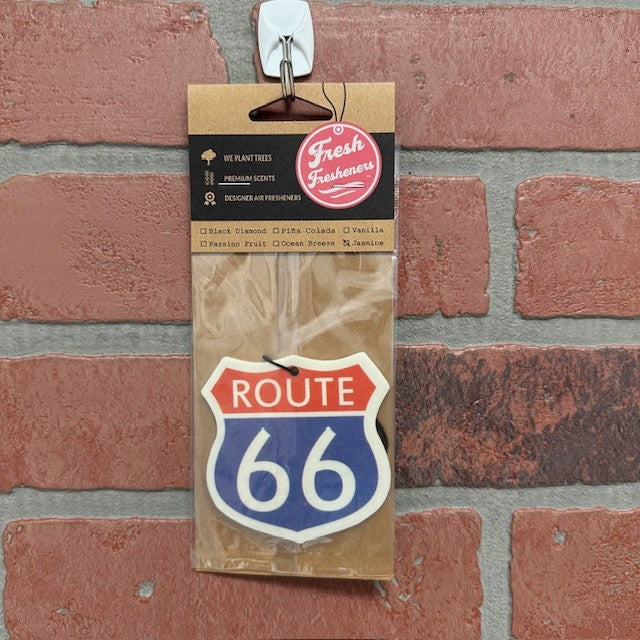 Fresh
Fresheners
WE PLANT TREES
PREMIUM SCENTS
DESIGNER AIR FRESHENERS
☐ Black Diamond ☐ Piña Colada ☐ Vanilla
☐ Passion Fruit ☐ Ocean Breeze ☑ Jasmine
ROUTE
66